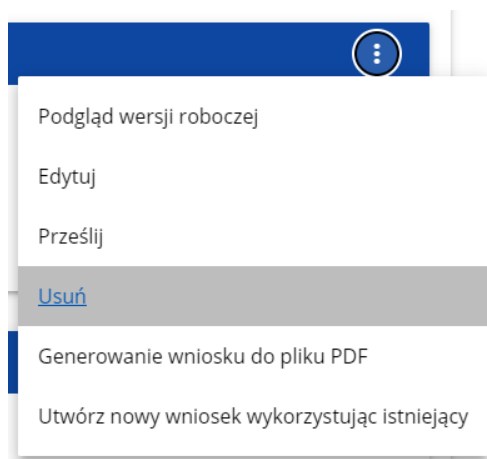 Podgląd wersji roboczej
Edytuj
Prześlij
Usuń
Generowanie wniosku do pliku PDF
Utwórz nowy wniosek wykorzystując istniejący